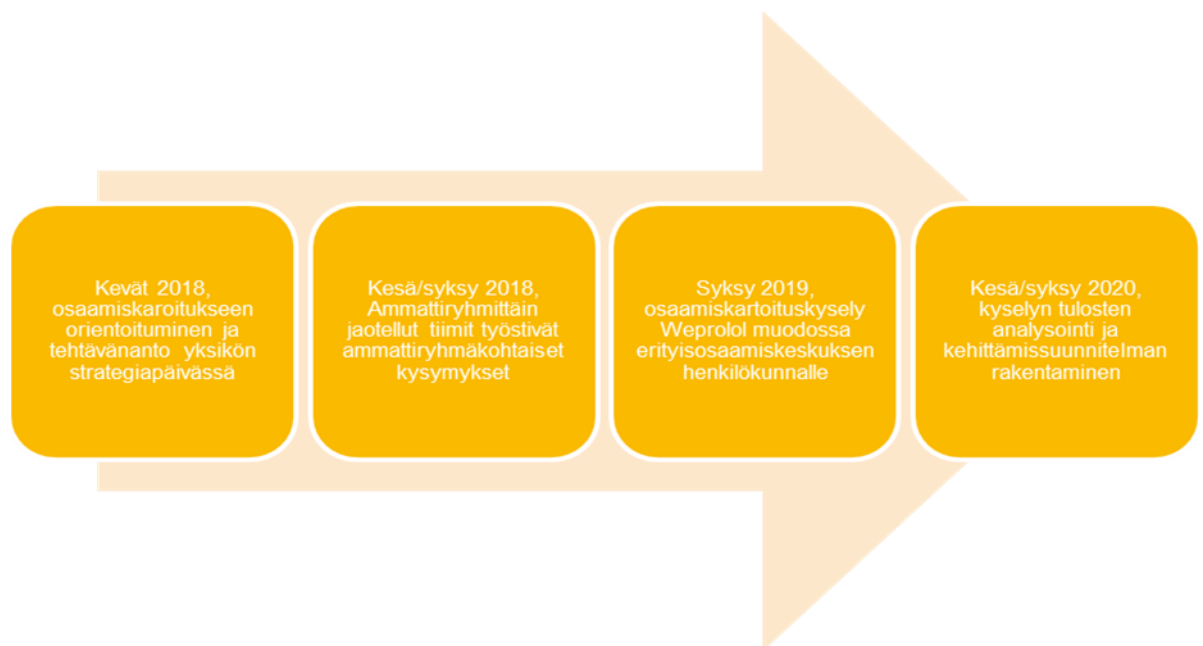 Kevät 2018,
osaamiskaroitukseen
orientoituminen ja
tehtävänanto yksikön
strategiapäivässä
Kesä/syksy 2018,
Ammattiryhmittäin
jaotellut tiimit työstivät
ammattiryhmäkohtaiset
kysymykset
Syksy 2019,
osaamiskartoituskysely
Weprolol muodossa
erityisosaamiskeskuksen
henkilökunnalle
Kesä/syksy 2020,
kyselyn tulosten
analysointi ja
kehittämissuunnitelman
rakentaminen